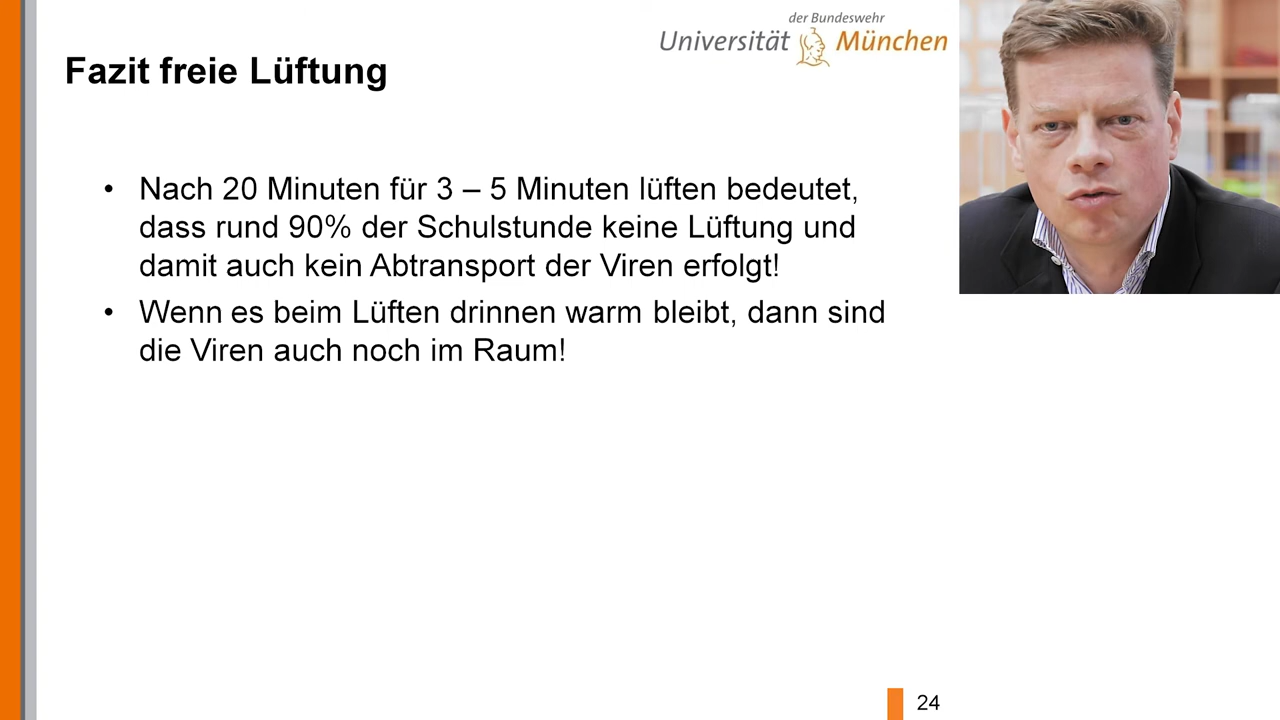 der Bundeswehr
Universität München
Fazit freie Lüftung
• Nach 20 Minuten für 3 – 5 Minuten lüften bedeutet,
dass rund 90% der Schulstunde keine Lüftung und
damit auch kein Abtransport der Viren erfolgt!
• Wenn es beim Lüften drinnen warm bleibt, dann sind
die Viren auch noch im Raum!
24